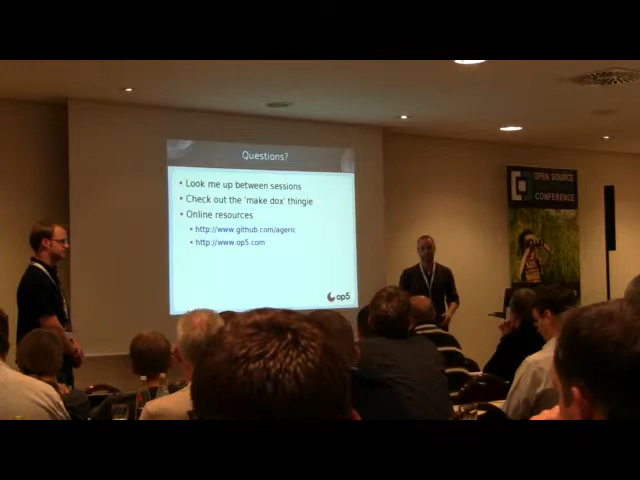 Questions?
Look me up between sessions
Check out the 'make dox' thingie
Online resources
http://www.github.com/ageric
http://www.op5.com
op5
OPEN SOURCE
CONFERENCE